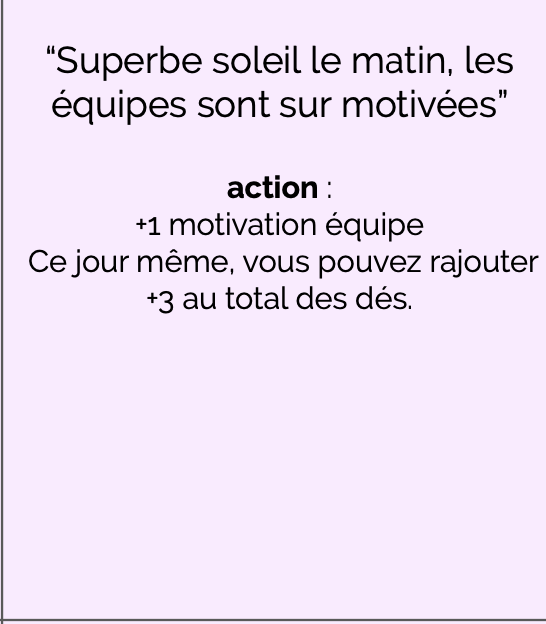 “Superbe soleil le matin, les
équipes sont sur motivées”
action :
+1 motivation équipe
Ce jour même, vous pouvez rajouter
+3 au total des dés.